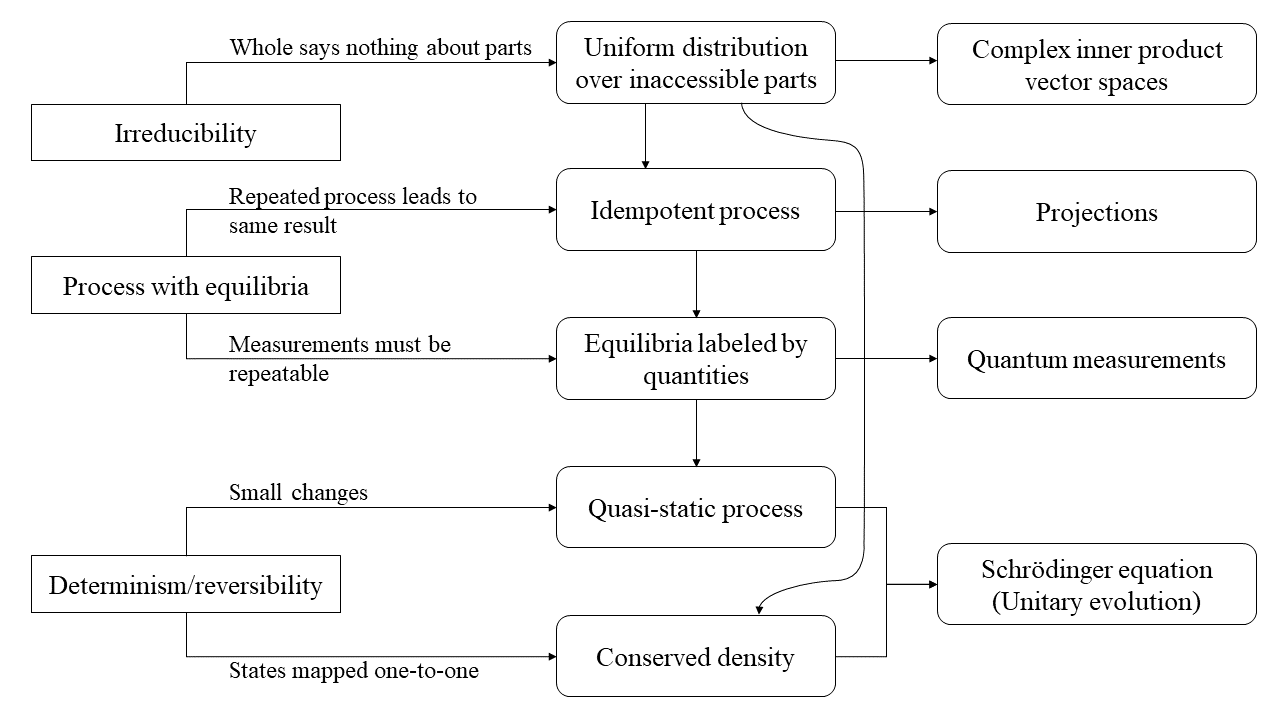 Whole says nothing about parts
Uniform distribution
over inaccessible parts
Complex inner product
vector spaces
Irreducibility
Repeated process leads to
same result
Idempotent process
Projections
Process with equilibria
Measurements must be
repeatable
Equilibria labeled by
quantities
Quantum measurements
Small changes
Quasi-static process
Determinism/reversibility
Schrödinger equation
(Unitary evolution)
States mapped one-to-one
Conserved density